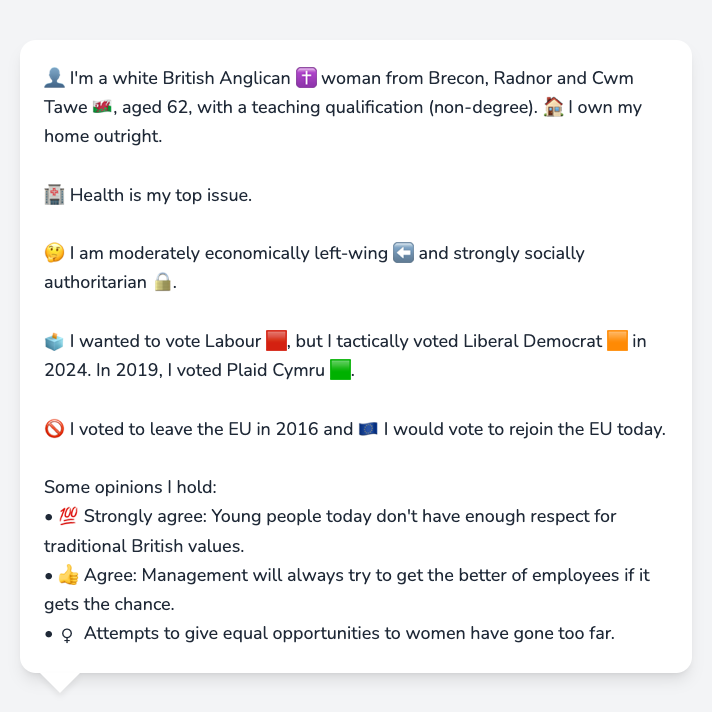 👤 I'm a white British Anglican ✝️ woman from Brecon, Radnor and Cwm
Tawe 🏴󠁧󠁢󠁷󠁬󠁳󠁿, aged 62, with a teaching qualification (non-degree). 🏠 I own my
home outright.
🏥 Health is my top issue.
🤔 I am moderately economically left-wing ⬅️ and strongly socially
authoritarian 🔒.
🗳️ I wanted to vote Labour 🟥, but I tactically voted Liberal Democrat 🟧 in
2024. In 2019, I voted Plaid Cymru 🟩.
🚫 I voted to leave the EU in 2016 and 🇪🇺 I would vote to rejoin the EU today.
Some opinions I hold:
• 💯 Strongly agree: Young people today don't have enough respect for
traditional British values.
• 👍 Agree: Management will always try to get the better of employees if it
gets the chance.
• ♀ Attempts to give equal opportunities to women have gone too far.